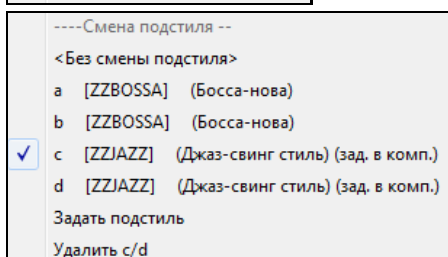 ----Смена подстиля --
<Без смены подстиля>
a [ZZBOSSA] (Босса-нова)
b [ZZBOSSA] (Босса-нова)
c [ZZJAZZ] (Джаз-свинг стиль) (зад. в комп.)
d [ZZJAZZ] (Джаз-свинг стиль) (зад. в комп.)
Задать подстиль
Удалить c/d